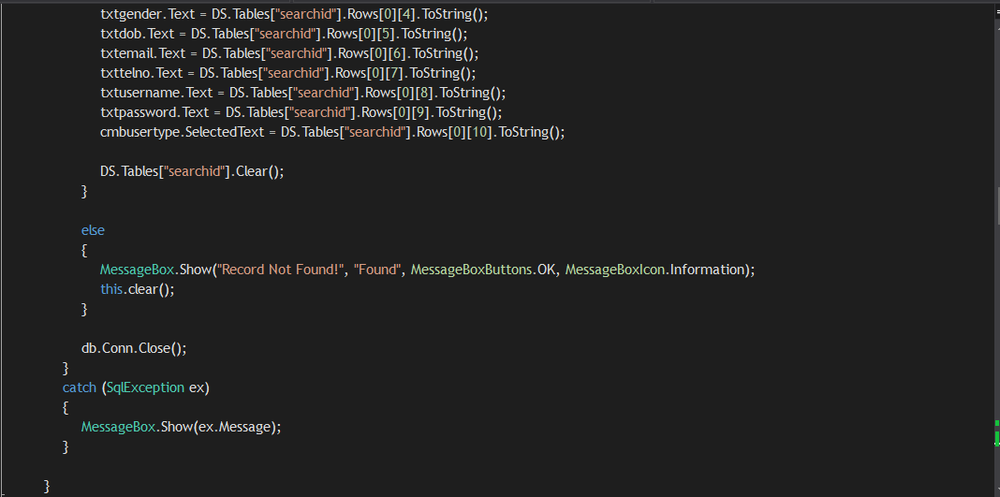 txtgender.Text = DS.Tables["searchid"].Rows[0][4].ToString();
txtdob.Text = DS.Tables["searchid"].Rows[0][5].ToString();
txtemail.Text = DS.Tables["searchid"].Rows[0][6].ToString();
txttelno.Text = DS.Tables["searchid"].Rows[0][7].ToString();
txtusername.Text = DS.Tables["searchid"].Rows[0][8].ToString();
txtpassword.Text = DS.Tables["searchid"].Rows[0][9].ToString();
cmbusertype.SelectedText = DS.Tables["searchid"].Rows[0][10].ToString();
DS.Tables["searchid"].Clear();
}
else
{
MessageBox.Show("Record Not Found!", "Found", MessageBoxButtons.OK, MessageBoxIcon.Information);
this.clear();
}
db.Conn.Close();
}
catch (SqlException ex)
{
MessageBox.Show(ex.Message);
}
}